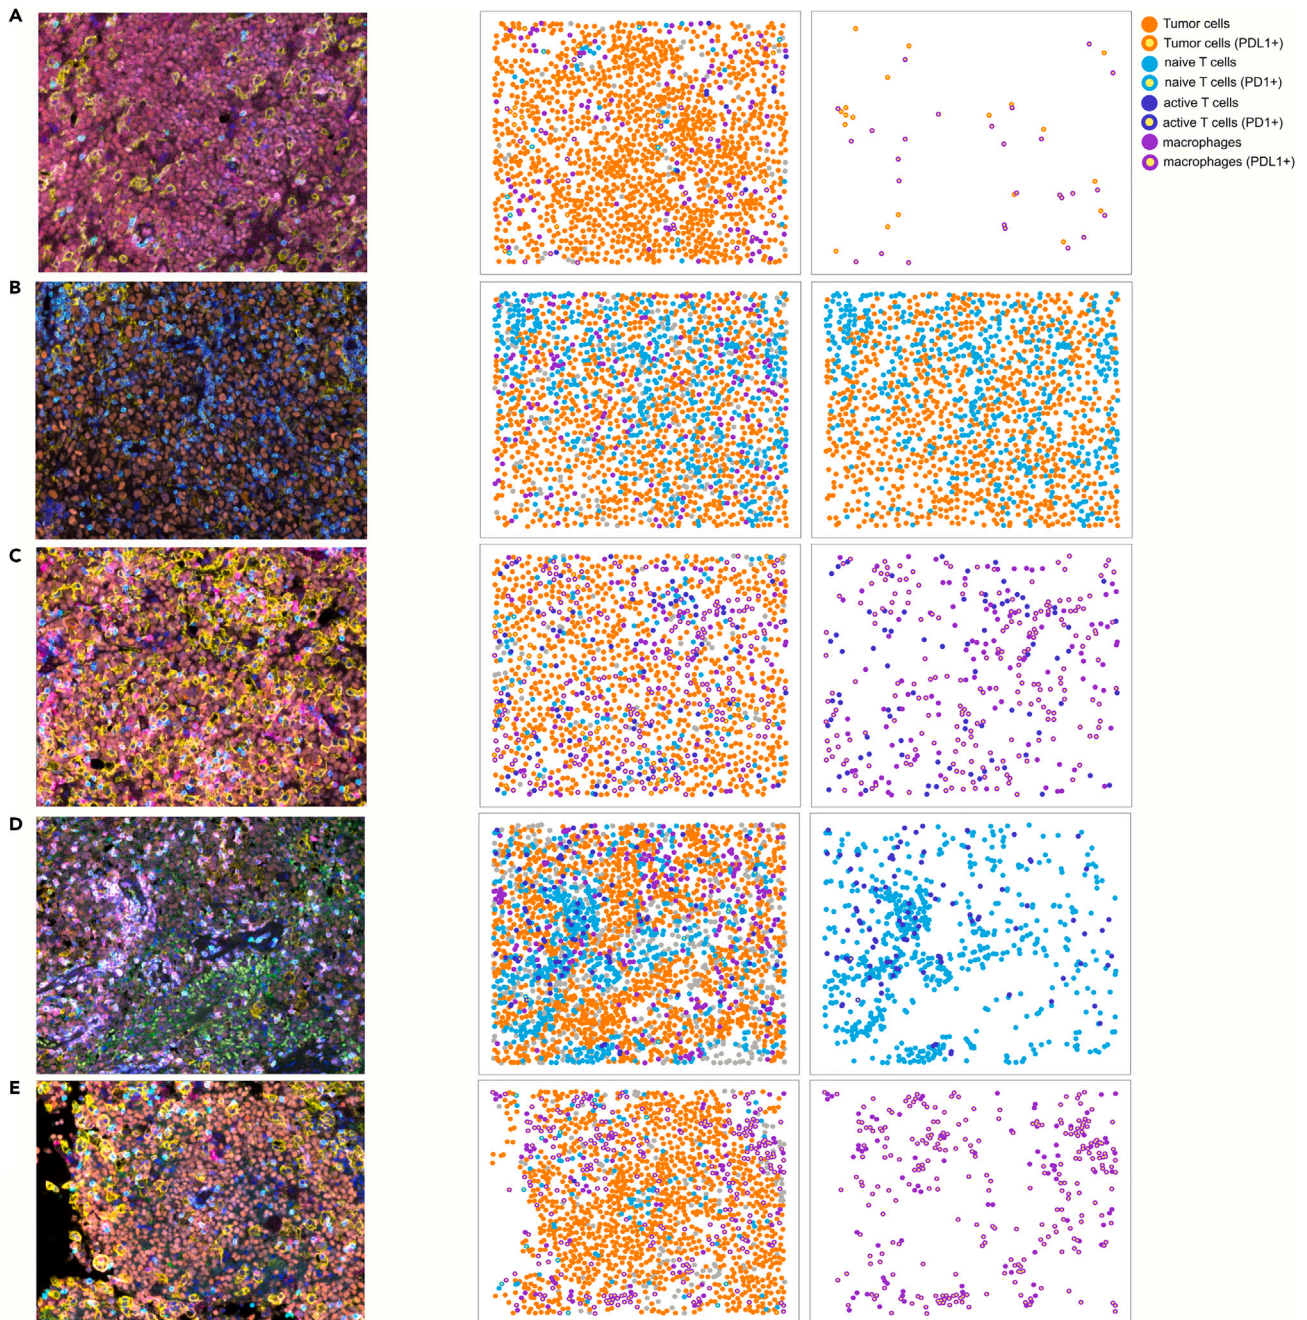 A
Tumor cells
Tumor cells (PDL1+)
naive T cells
naive T cells (PD1+)
active T cells
active T cells (PD1+)
macrophages
macrophages (PDL1+)
B
C
D
E